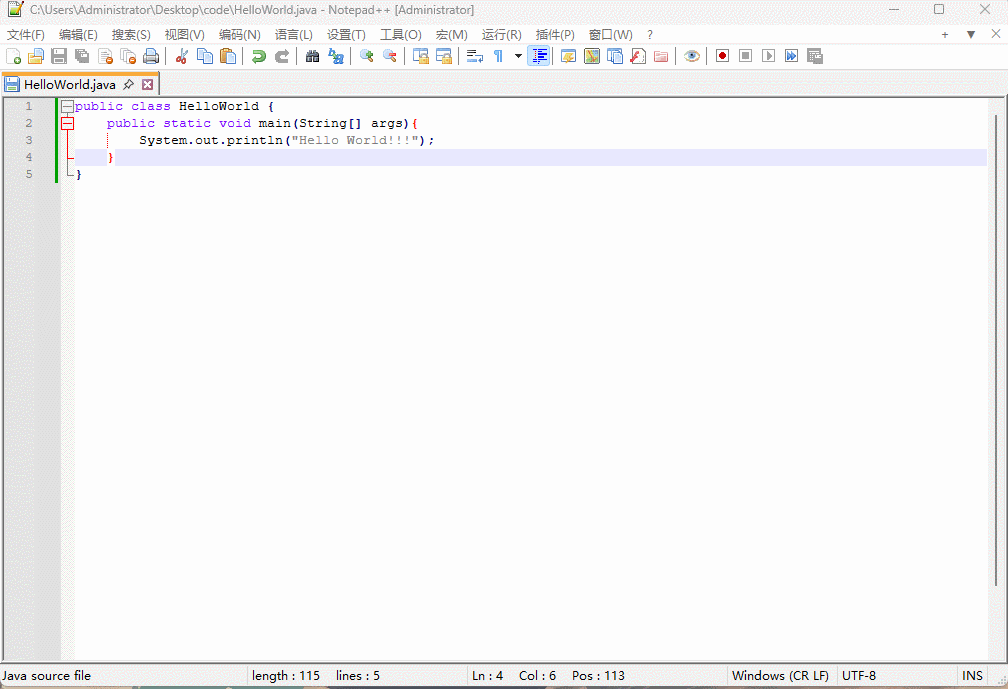 C:\Users\Administrator\Desktop\code\HelloWorld.java - Notepad++ [Administrator]
文件(F) 编辑(E) 搜索(S) 视图(V) 编码(N) 语言(L) 设置(T) 工具(O) 宏(M) 运行(R) 插件(P) 窗口(W) ?
HelloWorld.java
1 public class HelloWorld {
2 public static void main(String[] args){
3 System.out.println("Hello World!!!");
4 }
5 }
Java source file length : 115 lines : 5 Ln : 4 Col : 6 Pos : 113 Windows (CR LF) UTF-8 INS